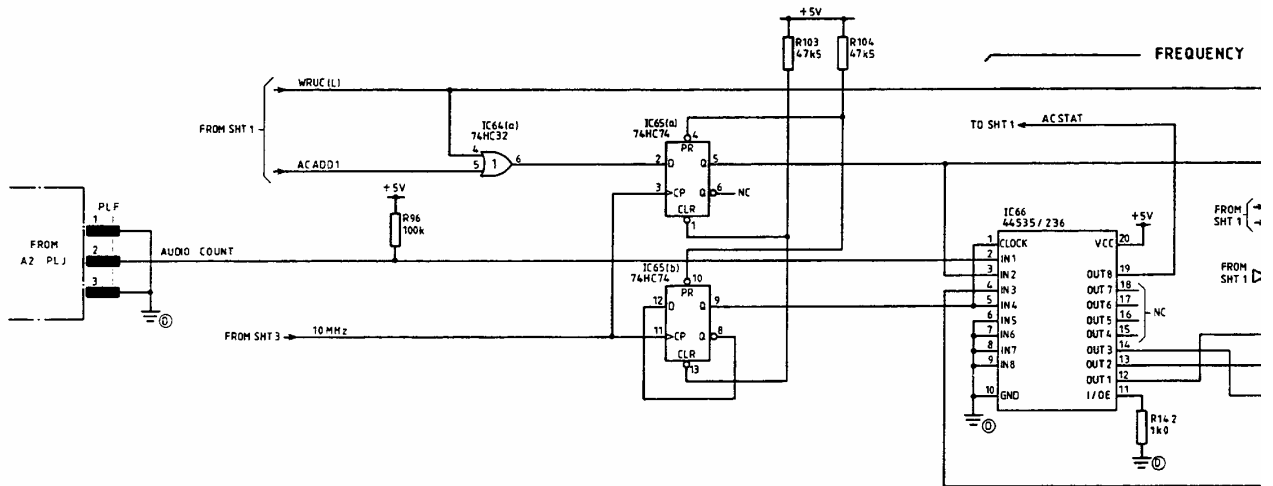 +5V
R103
47k5
R104
47k5
FREQUENCY
WRUC(L)
FROM SHT 1
ACADD1
IC64(a)
74HC32
4
5
1
6
IC65(a)
74HC74
4
PR
2
D
Q
5
3
CP
Q
6
NC
CLR
1
TO SHT 1
ACSTAT
+5V
R96
100k
PLF
1
2
3
FROM
A2 PLJ
AUDIO COUNT
D
IC65(b)
74HC74
10
PR
12
D
Q
9
11
CP
Q
8
CLR
13
FROM SHT 3
10MHz
IC66
44535/236
+5V
1
CLOCK
VCC
20
2
IN1
3
IN2
OUT8
19
4
IN3
OUT7
18
5
IN4
OUT6
17
6
IN5
OUT5
16
7
IN6
OUT4
15
8
IN7
OUT3
14
9
IN8
OUT2
13
OUT1
12
10
GND
I/OE
11
NC
D
R142
1k0
D
FROM
SHT 1
FROM
SHT 1